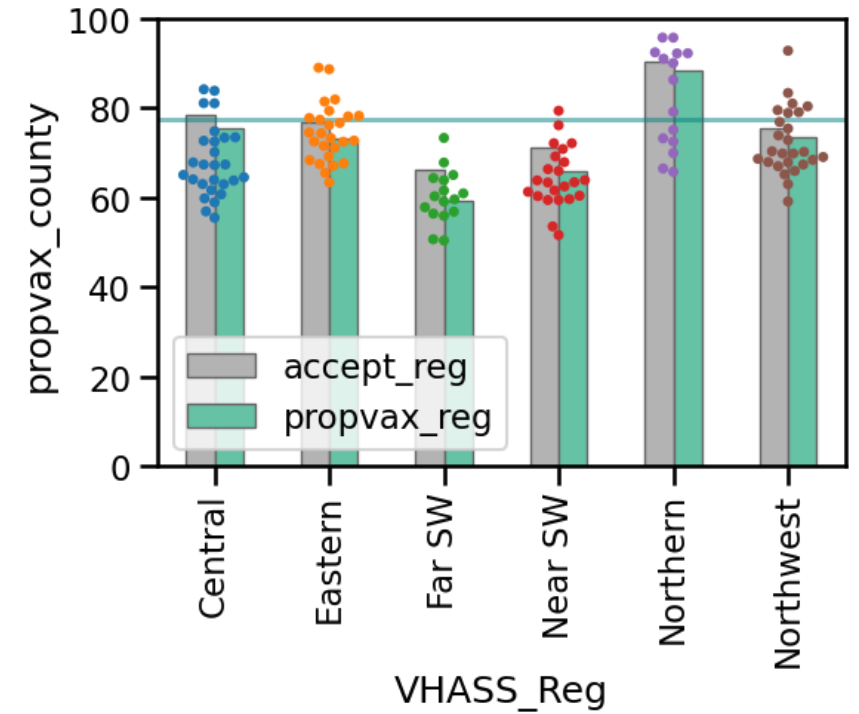 100
80
60
40
20
0
propvax_county
accept_reg
propvax_reg
Central
Eastern
Far SW
Near SW
Northern
Northwest
VHASS_Reg